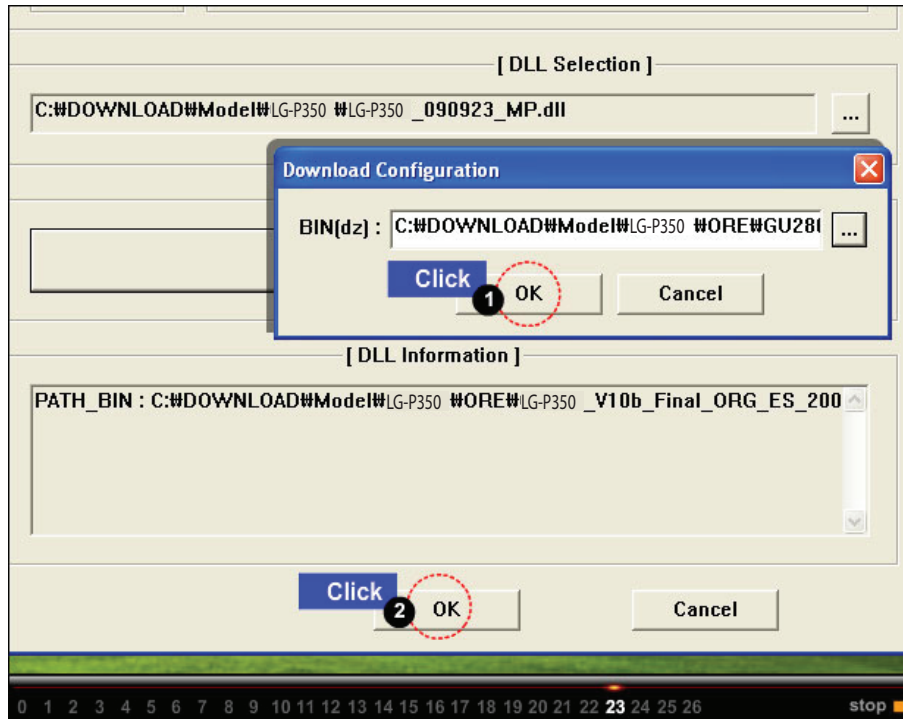 [ DLL Selection ]
C:₩DOWNLOAD₩Model₩LG-P350 ₩LG-P350 _090923_MP.dll ...
Download Configuration
BIN(dz) : C:₩DOWNLOAD₩Model₩LG-P350 ₩ORE₩GU28( ...
Click
1 OK Cancel
[ DLL Information ]
PATH_BIN : C:₩DOWNLOAD₩Model₩LG-P350 ₩ORE₩LG-P350 _V10b_Final_ORG_ES_200
Click
2 OK Cancel
0 1 2 3 4 5 6 7 8 9 10 11 12 13 14 15 16 17 18 19 20 21 22 23 24 25 26 stop